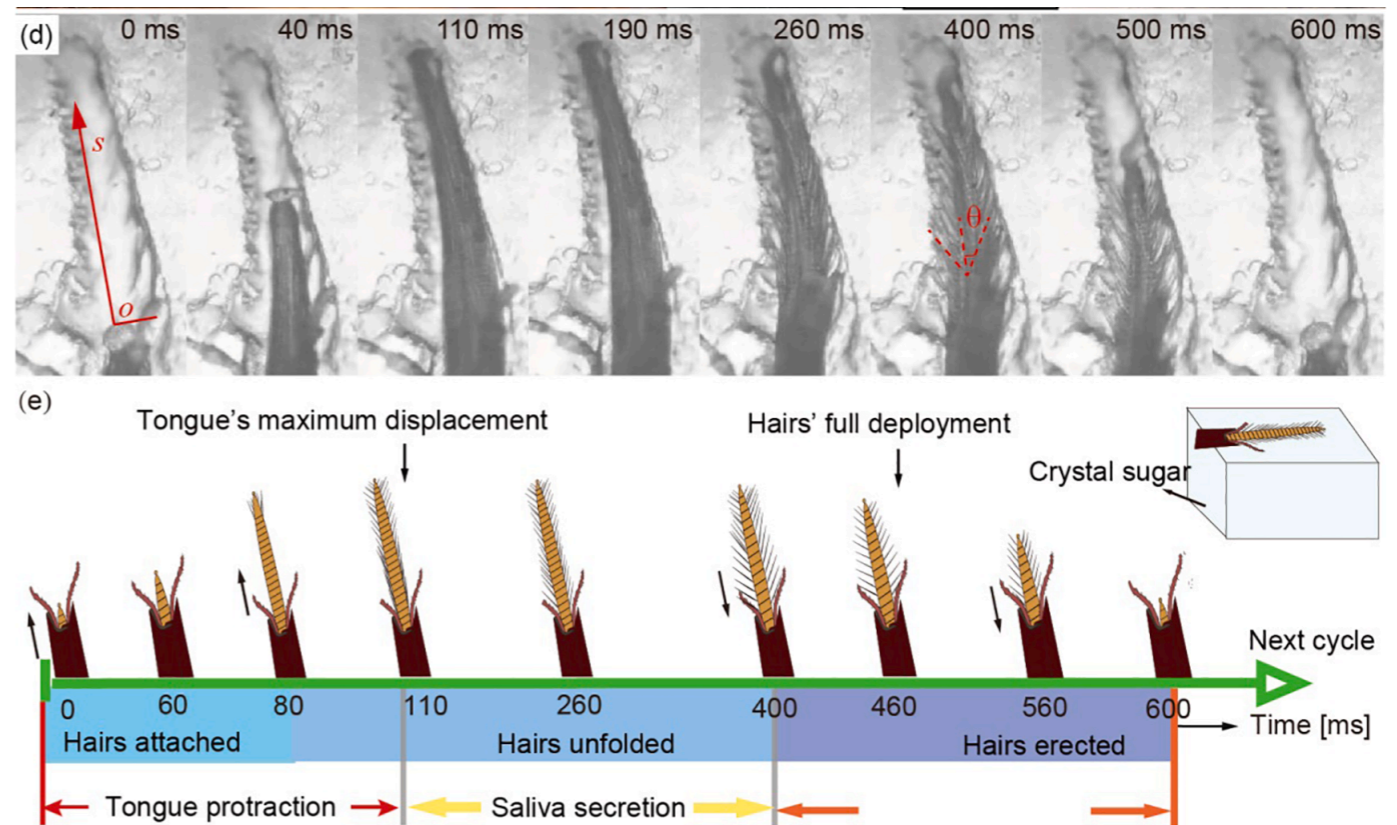 (d)
0 ms 40 ms 110 ms 190 ms 260 ms 400 ms 500 ms 600 ms
s
o
θ
(e)
Tongue's maximum displacement
Hairs' full deployment
Crystal sugar
Next cycle
0 60 80 110 260 400 460 560 600
Time [ms]
Hairs attached Hairs unfolded Hairs erected
Tongue protraction Saliva secretion